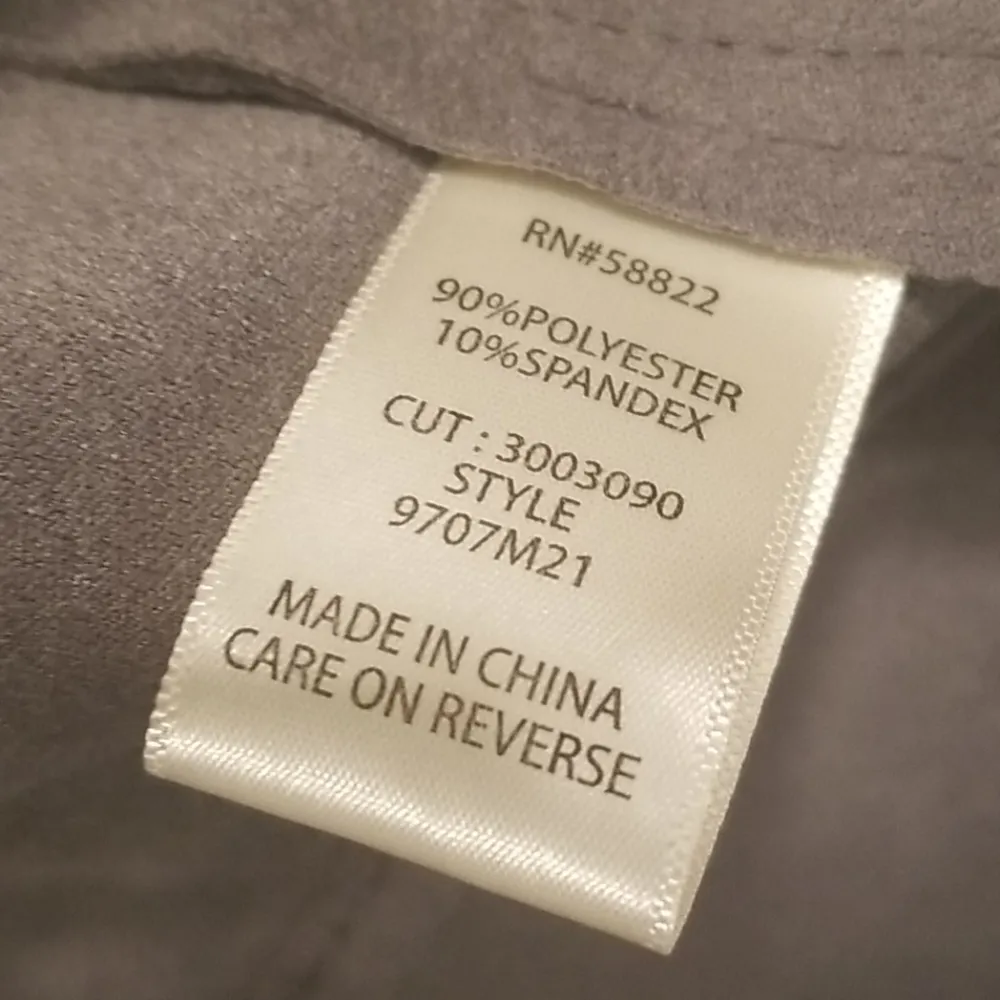 RN#58822
90%POLYESTER
10%SPANDEX
CUT : 3003090
STYLE
9707M21
MADE IN CHINA
CARE ON REVERSE